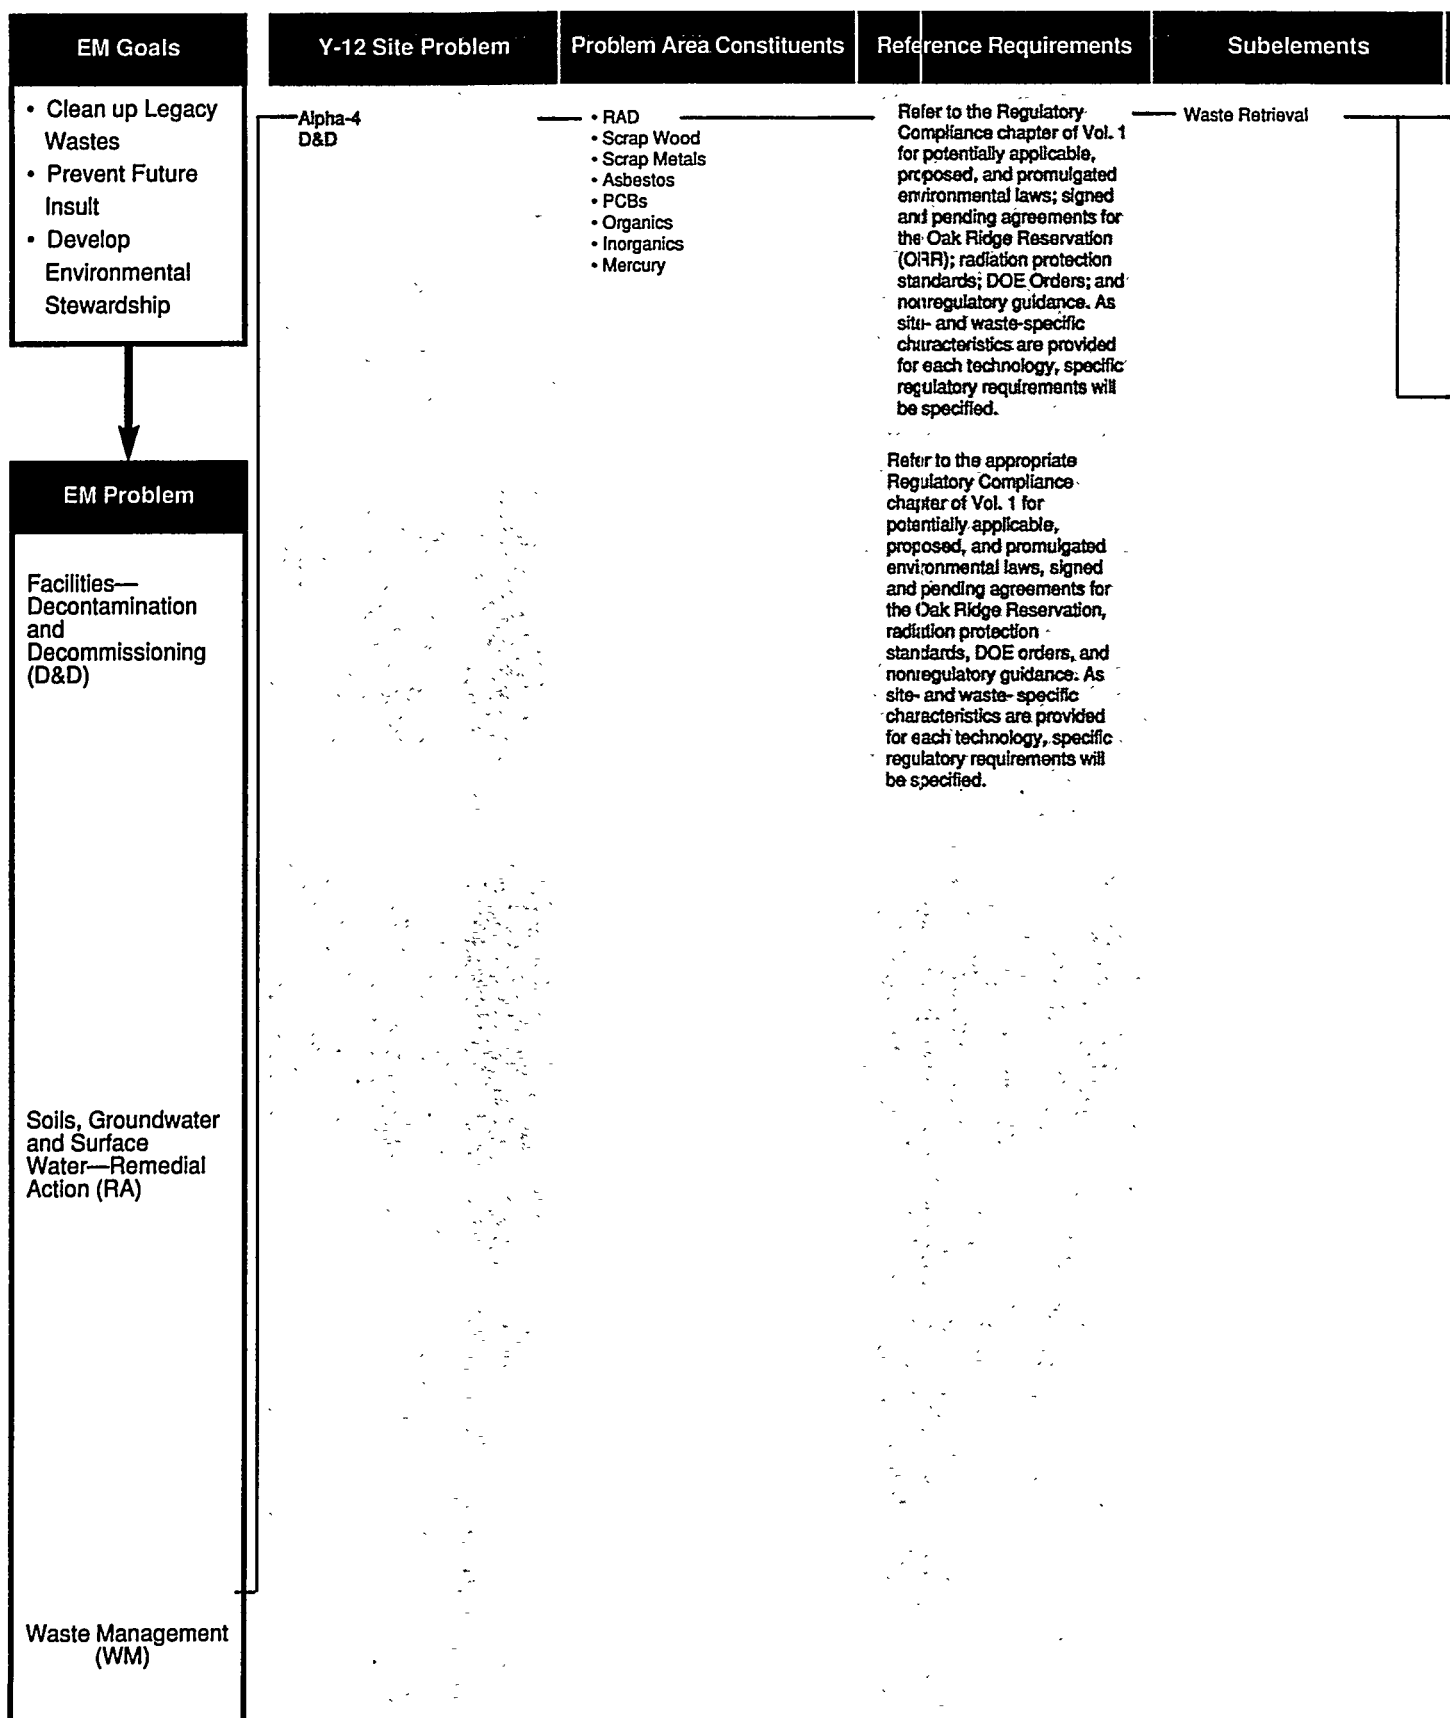 EM Goals
• Clean up Legacy
Wastes
• Prevent Future
Insult
• Develop
Environmental
Stewardship
EM Problem
Facilities—
Decontamination
and
Decommissioning
(D&D)
Soils, Groundwater
and Surface
Water—Remedial
Action (RA)
Waste Management
(WM)
Y-12 Site Problem
Alpha-4
D&D
Problem Area Constituents
• RAD
• Scrap Wood
• Scrap Metals
• Asbestos
• PCBs
• Organics
• Inorganics
• Mercury
Reference Requirements
Refer to the Regulatory
Compliance chapter of Vol. 1
for potentially applicable,
proposed, and promulgated
environmental laws; signed
and pending agreements for
the Oak Ridge Reservation
(ORR); radiation protection
standards; DOE Orders; and
nonregulatory guidance. As
site- and waste-specific
characteristics are provided
for each technology, specific
regulatory requirements will
be specified.
Refer to the appropriate
Regulatory Compliance
chapter of Vol. 1 for
potentially applicable,
proposed, and promulgated
environmental laws, signed
and pending agreements for
the Oak Ridge Reservation,
radiation protection
standards, DOE orders, and
nonregulatory guidance. As
site- and waste- specific
characteristics are provided
for each technology, specific
regulatory requirements will
be specified.
Subelements
Waste Retrieval